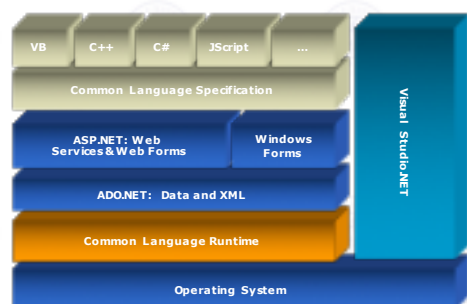 VB
C++
C#
JScript
...
Common Language Specification
ASP.NET: Web
Services & Web Forms
Windows
Forms
ADO.NET: Data and XML
Common Language Runtime
Operating System
Visual Studio.NET